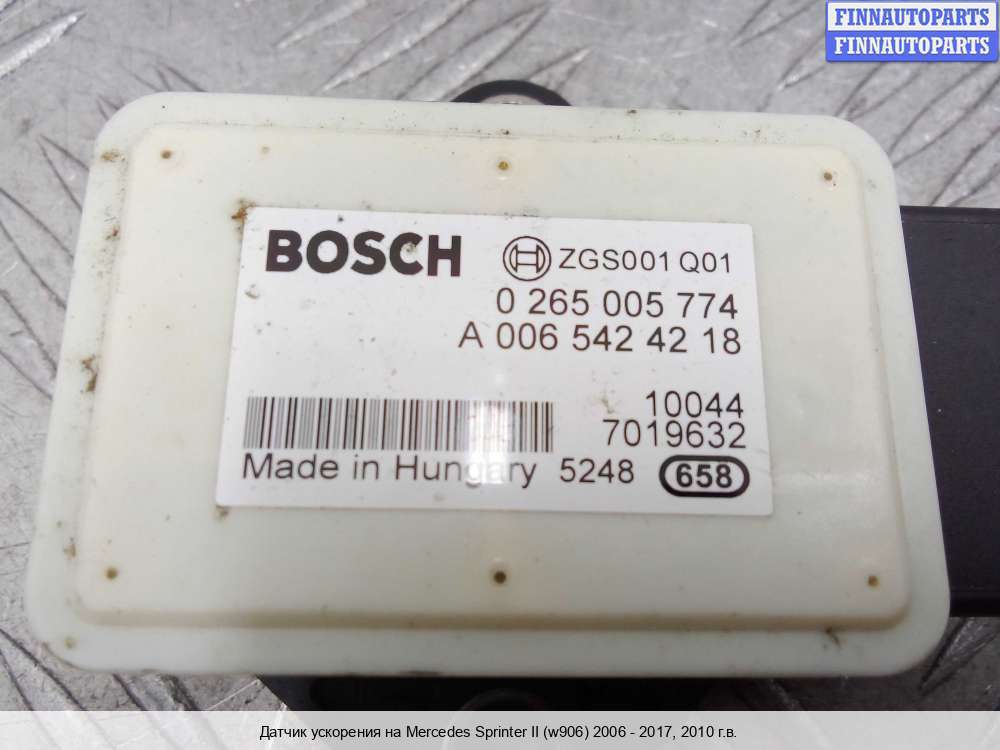 FINNAUTOPARTS
FINNAUTOPARTS
BOSCH ZGS001 Q01
0 265 005 774
A 006 542 42 18
10044
7019632
Made in Hungary 5248 658
Датчик ускорения на Mercedes Sprinter II (w906) 2006 - 2017, 2010 г.в.